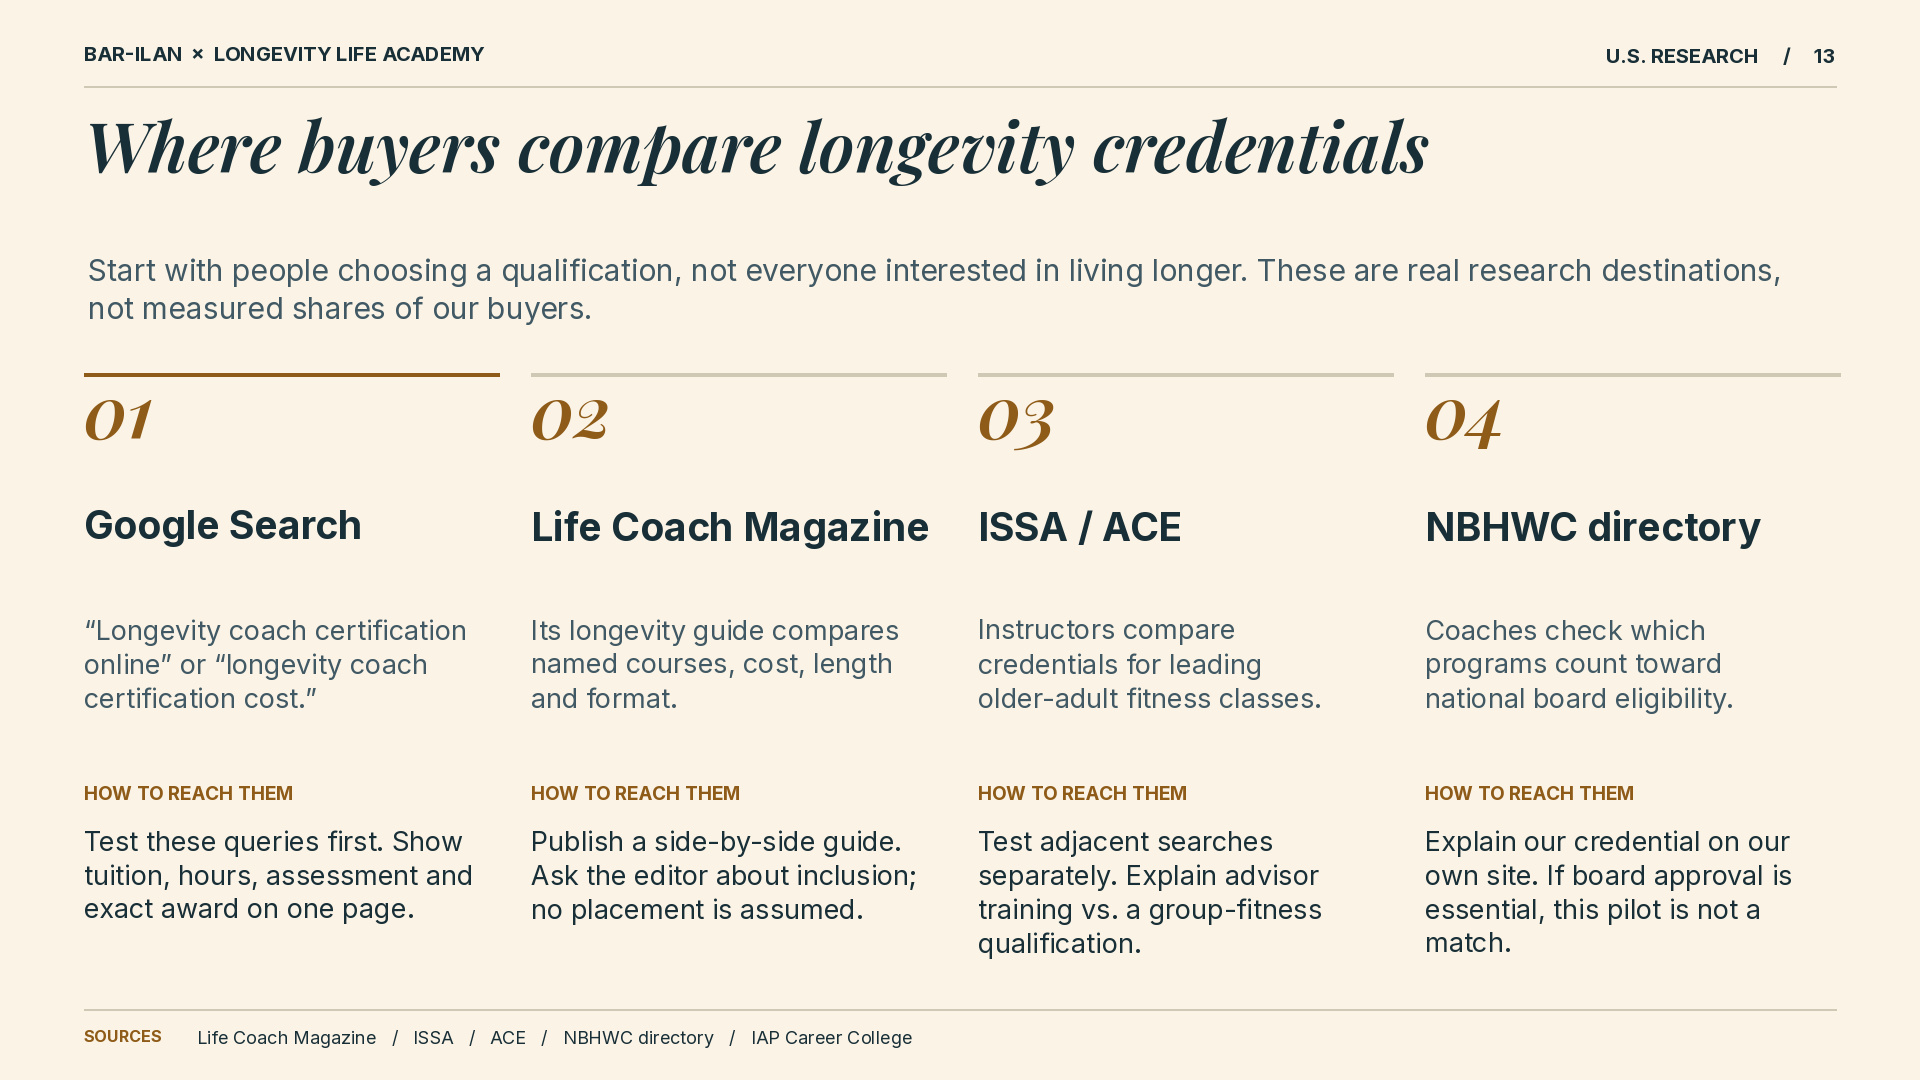 BAR-ILAN × LONGEVITY LIFE ACADEMY
U.S. RESEARCH / 13
Where buyers compare longevity credentials
Start with people choosing a qualification, not everyone interested in living longer. These are real research destinations,
not measured shares of our buyers.
01
Google Search
“Longevity coach certification
online” or “longevity coach
certification cost.”
HOW TO REACH THEM
Test these queries first. Show
tuition, hours, assessment and
exact award on one page.
02
Life Coach Magazine
Its longevity guide compares
named courses, cost, length
and format.
HOW TO REACH THEM
Publish a side-by-side guide.
Ask the editor about inclusion;
no placement is assumed.
03
ISSA / ACE
Instructors compare
credentials for leading
older-adult fitness classes.
HOW TO REACH THEM
Test adjacent searches
separately. Explain advisor
training vs. a group-fitness
qualification.
04
NBHWC directory
Coaches check which
programs count toward
national board eligibility.
HOW TO REACH THEM
Explain our credential on our
own site. If board approval is
essential, this pilot is not a
match.
SOURCES Life Coach Magazine / ISSA / ACE / NBHWC directory / IAP Career College